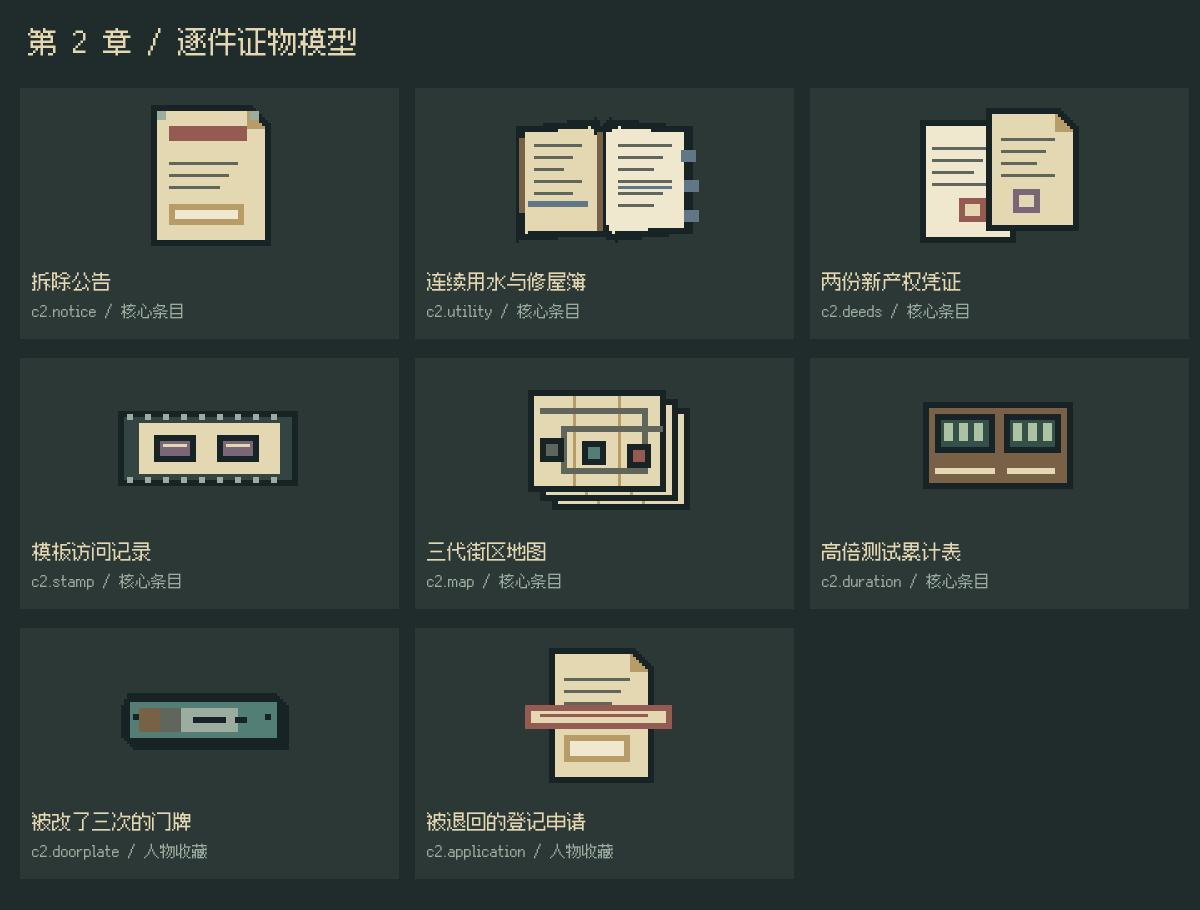 第 2 章 / 逐件证物模型
拆除公告
c2.notice / 核心条目
连续用水与修屋簿
c2.utility / 核心条目
两份新产权凭证
c2.deeds / 核心条目
模板访问记录
c2.stamp / 核心条目
三代街区地图
c2.map / 核心条目
高倍测试累计表
c2.duration / 核心条目
被改了三次的门牌
c2.doorplate / 人物收藏
被退回的登记申请
c2.application / 人物收藏